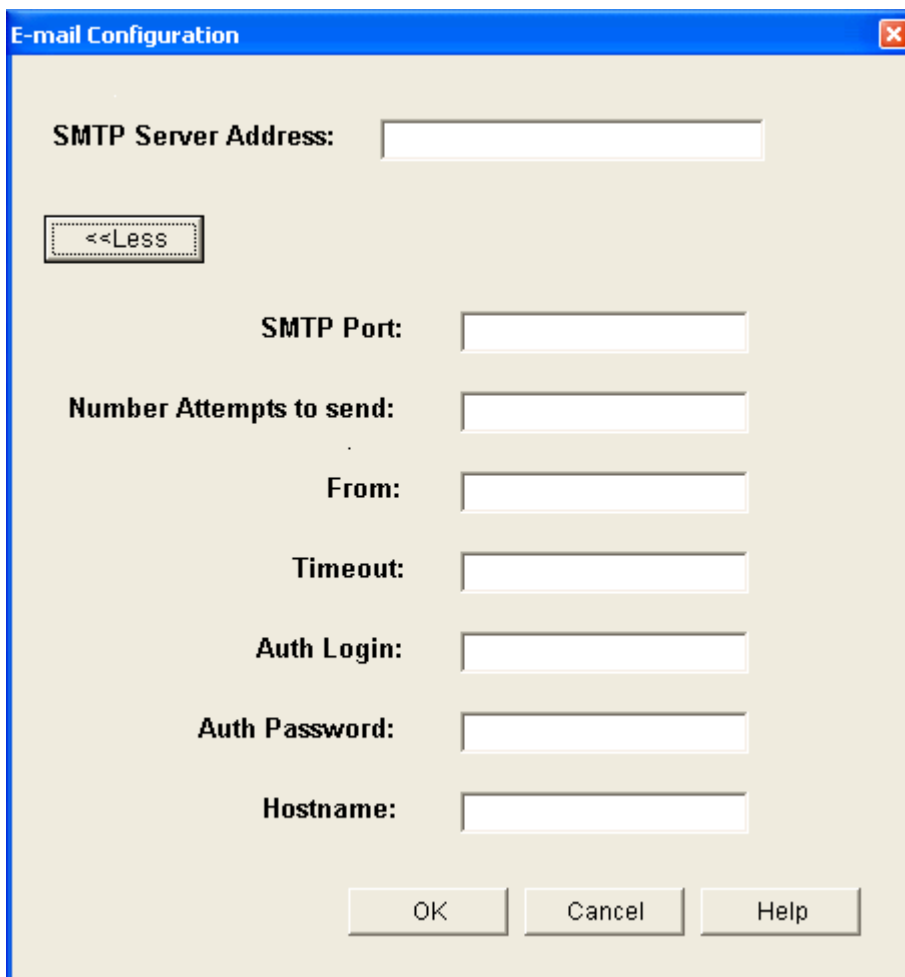 E-mail Configuration
SMTP Server Address:
<<Less
SMTP Port:
Number Attempts to send:
From:
Timeout:
Auth Login:
Auth Password:
Hostname:
OK Cancel Help